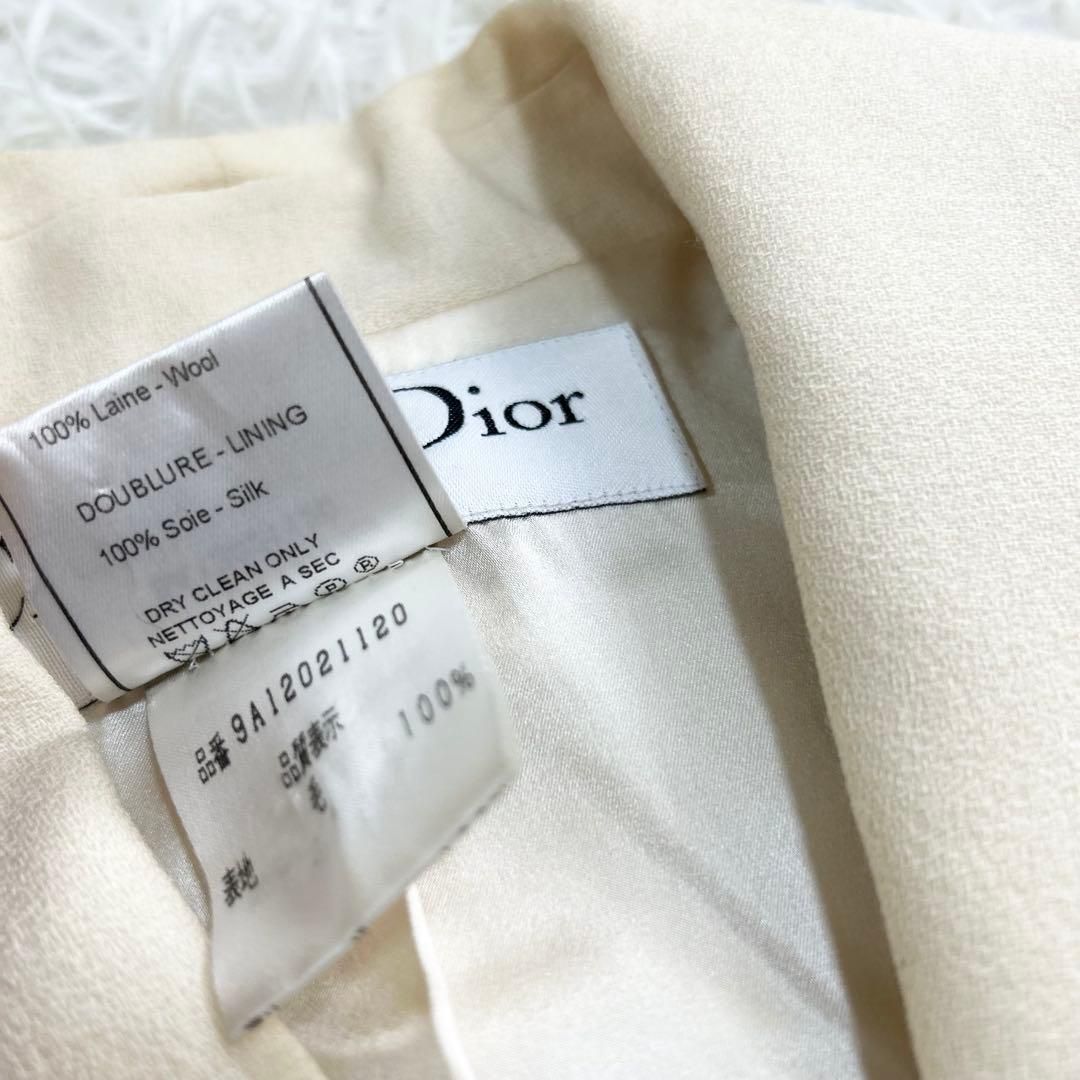 100% Laine - Wool
DOUBLURE - LINING
100% Soie - Silk
DRY CLEAN ONLY
NETTOYAGE A SEC
Dior
品番 9A12021120
品質表示
毛 100%
表地